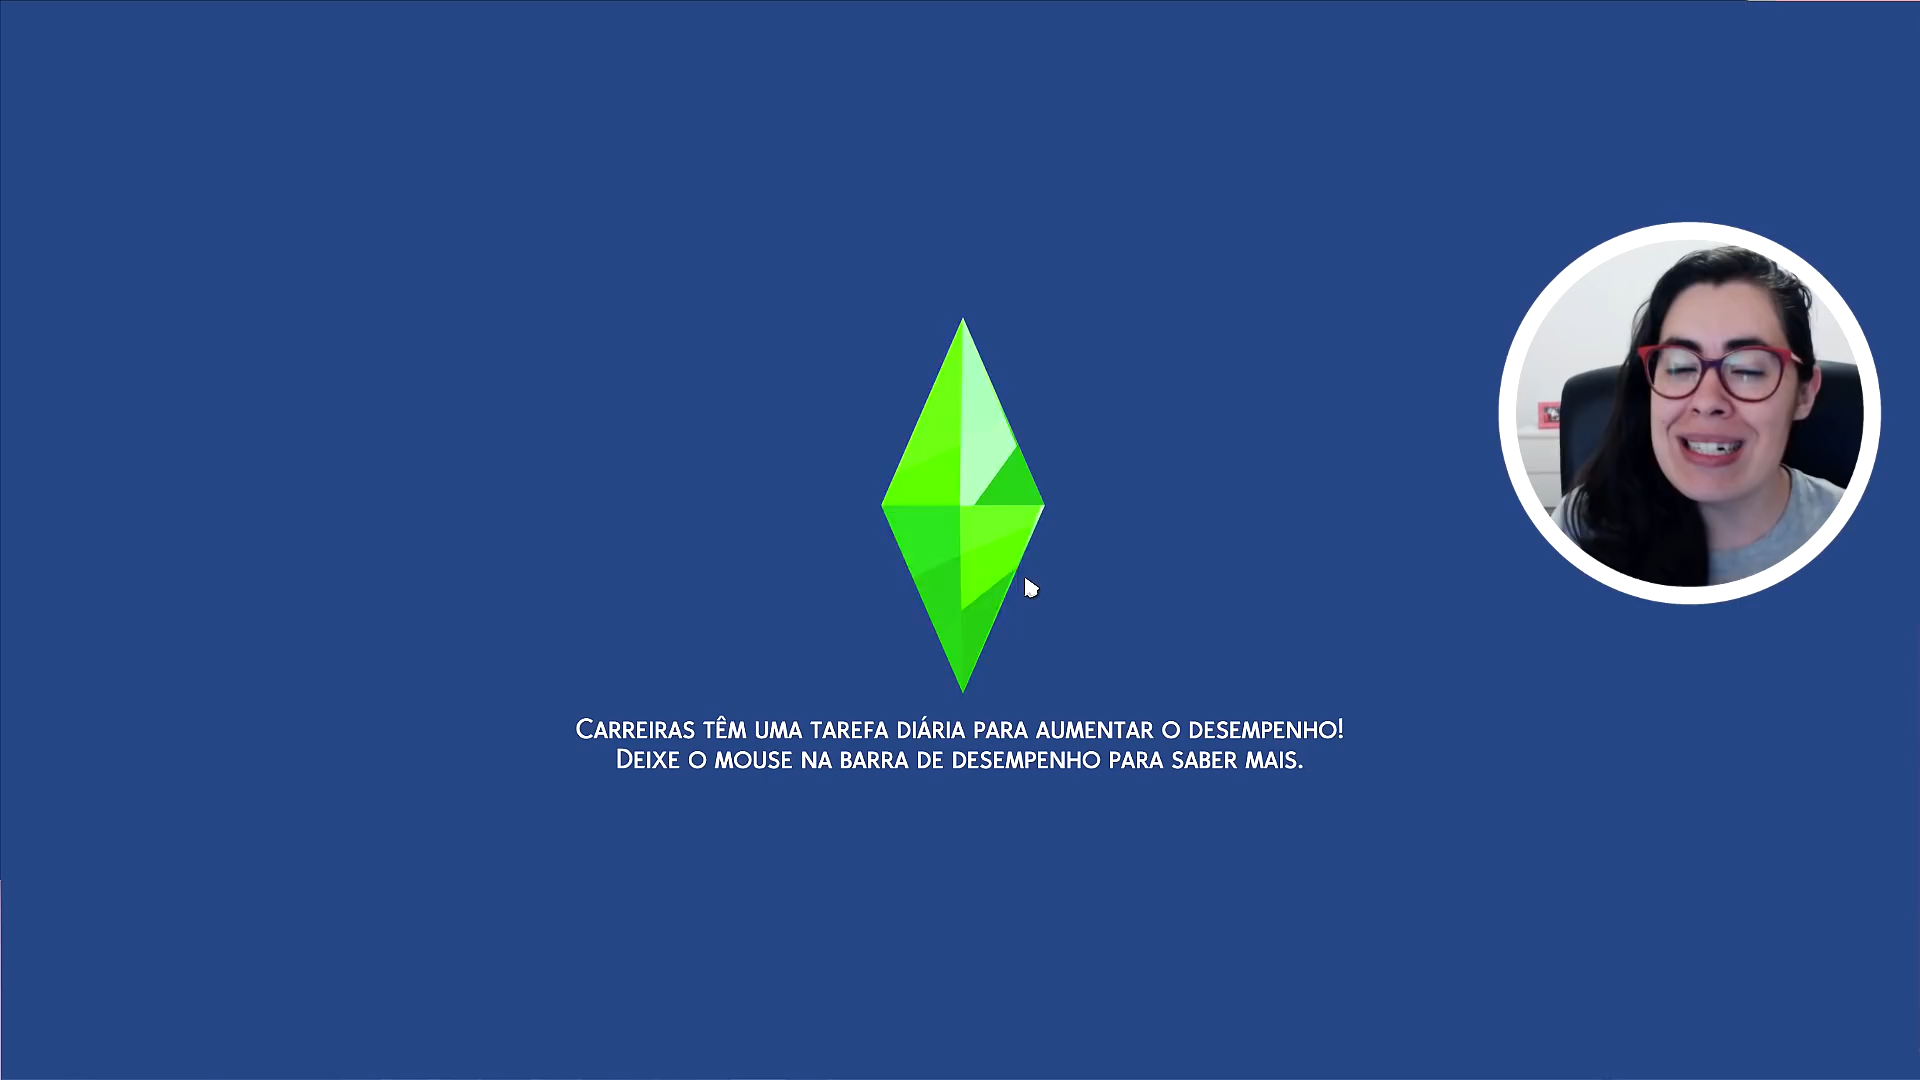 Carreiras têm uma tarefa diária para aumentar o desempenho!
Deixe o mouse na barra de desempenho para saber mais.